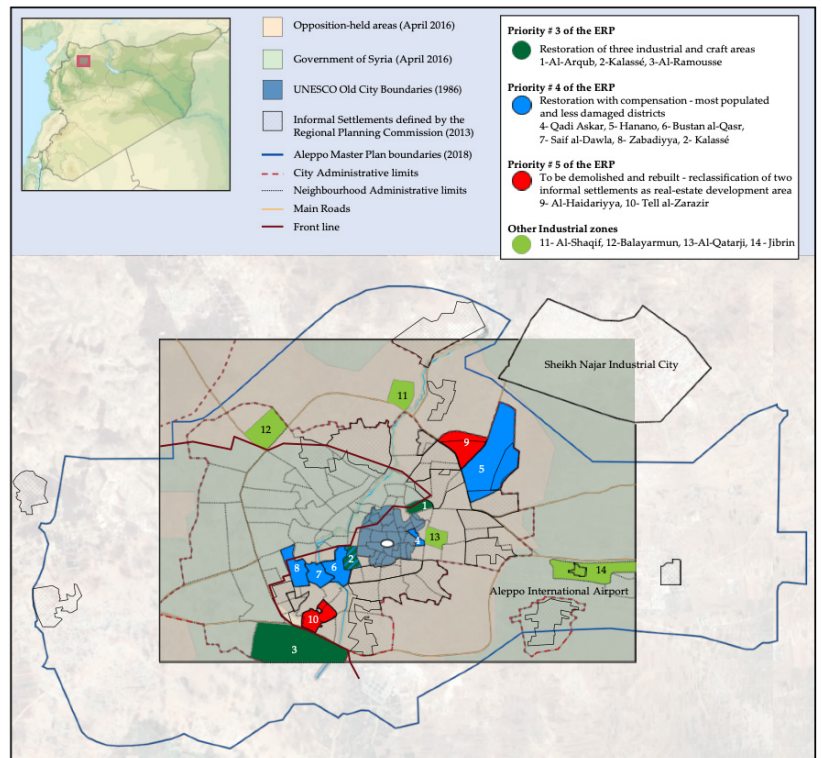 Opposition-held areas (April 2016)
Government of Syria (April 2016)
UNESCO Old City Boundaries (1986)
Informal Settlements defined by the
Regional Planning Commission (2013)
Aleppo Master Plan boundaries (2018)
City Administrative limits
Neighbourhood Administrative limits
Main Roads
Front line
Priority # 3 of the ERP
Restoration of three industrial and craft areas
1-Al-Arqub, 2-Kalassé, 3-Al-Ramousse
Priority # 4 of the ERP
Restoration with compensation - most populated
and less damaged districts
4- Qadi Askar, 5- Hanano, 6- Bustan al-Qasr,
7- Saif al-Dawla, 8- Zabadiyya, 2- Kalassé
Priority # 5 of the ERP
To be demolished and rebuilt - reclassification of two
informal settlements as real-estate development area
9- Al-Haidariyya, 10- Tell al-Zarazir
Other Industrial zones
11- Al-Shaqif, 12-Balayarmun, 13-Al-Qatarji, 14 - Jibrin
Sheikh Najar Industrial City
11
12
9
5
1
4
13
2
8
7
6
14
Aleppo International Airport
10
3